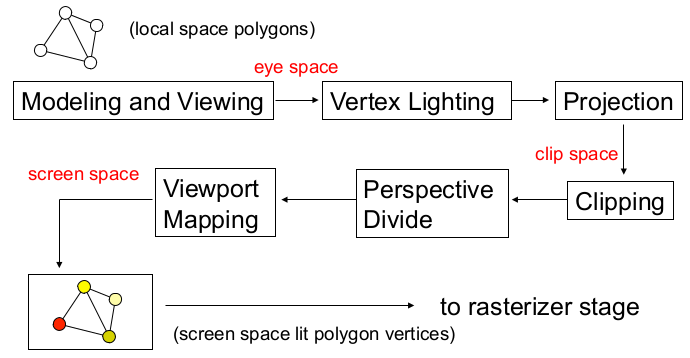 (local space polygons)
eye space
Modeling and Viewing
Vertex Lighting
Projection
clip space
screen space
Viewport
Mapping
Perspective
Divide
Clipping
to rasterizer stage
(screen space lit polygon vertices)